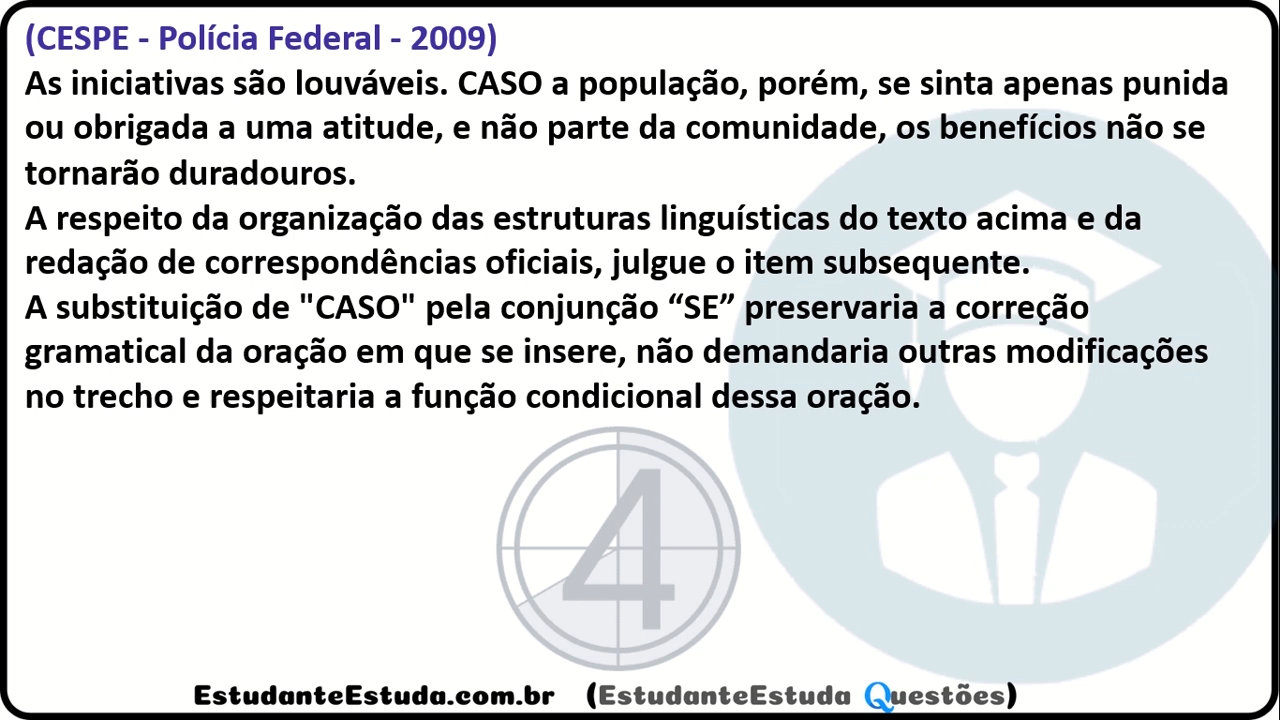 (CESPE - Polícia Federal - 2009)
As iniciativas são louváveis. CASO a população, porém, se sinta apenas punida
ou obrigada a uma atitude, e não parte da comunidade, os benefícios não se
tornarão duradouros.
A respeito da organização das estruturas linguísticas do texto acima e da
redação de correspondências oficiais, julgue o item subsequente.
A substituição de "CASO" pela conjunção “SE” preservaria a correção
gramatical da oração em que se insere, não demandaria outras modificações
no trecho e respeitaria a função condicional dessa oração.
4
EstudanteEstuda.com.br (EstudanteEstuda Questões)